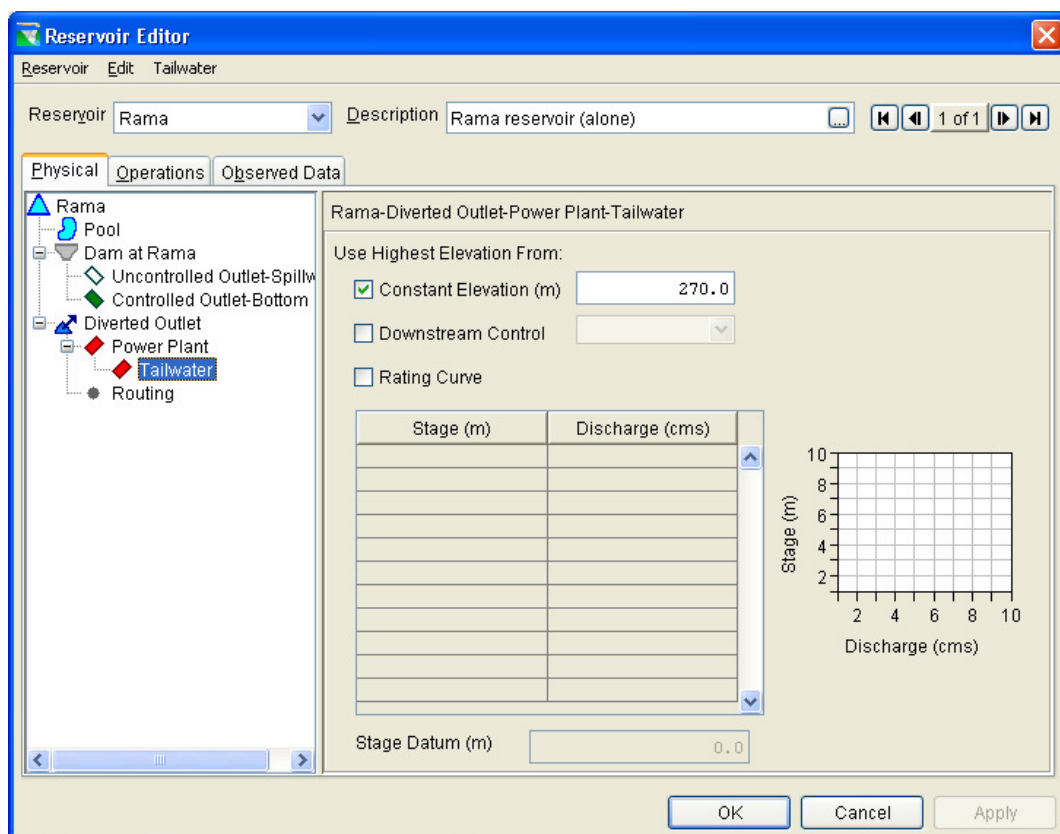 Reservoir Editor
Reservoir Edit Tailwater
Reservoir Rama Description Rama reservoir (alone) ... 1 of 1
Physical Operations Observed Data
Rama
Pool
Dam at Rama
Uncontrolled Outlet-Spillw
Controlled Outlet-Bottom
Diverted Outlet
Power Plant
Tailwater
Routing
Rama-Diverted Outlet-Power Plant-Tailwater
Use Highest Elevation From:
Constant Elevation (m) 270.0
Downstream Control
Rating Curve
Stage (m) Discharge (cms)
Stage (m)
10
8
6
4
2
2 4 6 8 10
Discharge (cms)
Stage Datum (m) 0.0
OK Cancel Apply